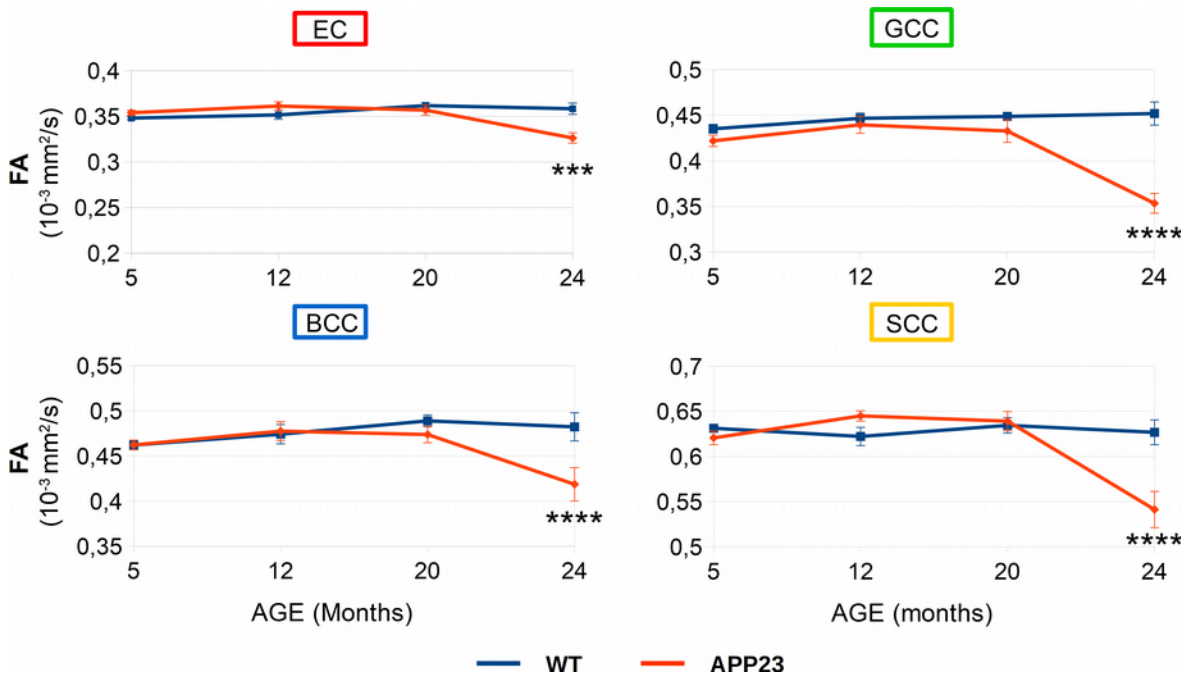 EC
GCC
FA
(10⁻³ mm²/s)
0,4
0,35
0,3
0,25
0,2
***
5 12 20 24
0,5
0,45
0,4
0,35
0,3
****
5 12 20 24
BCC
SCC
FA
(10⁻³ mm²/s)
0,55
0,5
0,45
0,4
0,35
****
5 12 20 24
AGE (Months)
0,7
0,65
0,6
0,55
0,5
****
5 12 20 24
AGE (months)
WT APP23